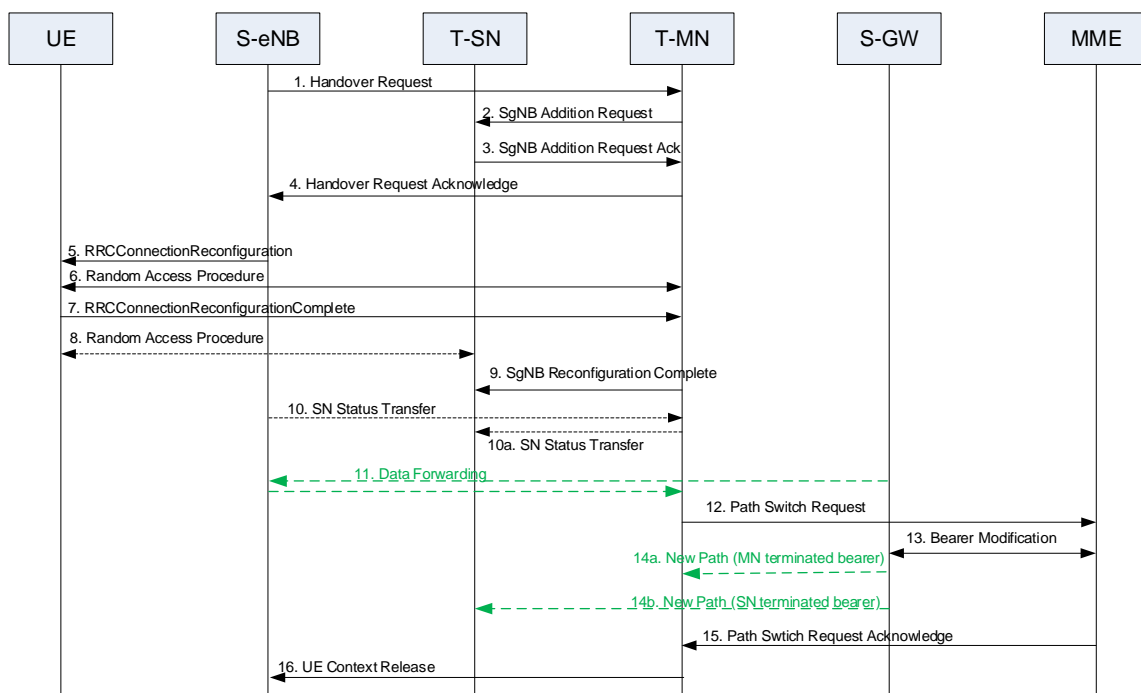 UE
S-eNB
T-SN
T-MN
S-GW
MME
1. Handover Request
2. SgNB Addition Request
3. SgNB Addition Request Ack
4. Handover Request Acknowledge
5. RRCConnectionReconfiguration
6. Random Access Procedure
7. RRCConnectionReconfigurationComplete
8. Random Access Procedure
9. SgNB Reconfiguration Complete
10. SN Status Transfer
10a. SN Status Transfer
11. Data Forwarding
12. Path Switch Request
13. Bearer Modification
14a. New Path (MN terminated bearer)
14b. New Path (SN terminated bearer)
15. Path Swtich Request Acknowledge
16. UE Context Release